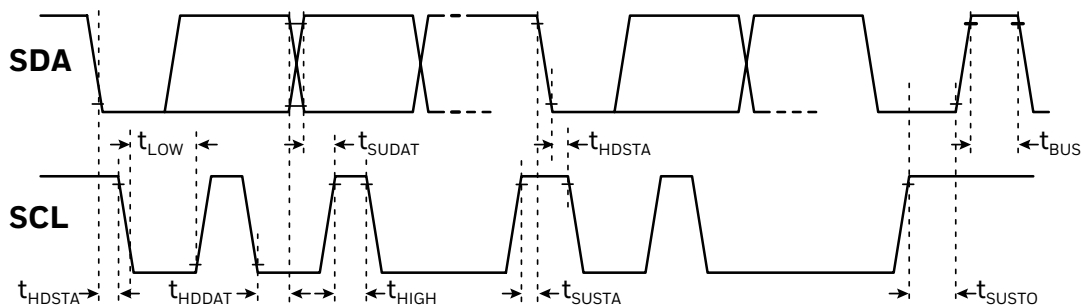 SDA
tLOW tSUDAT tHDSTA tBUS
SCL
tHDSTA tHDDAT tHIGH tSUSTA tSUSTO